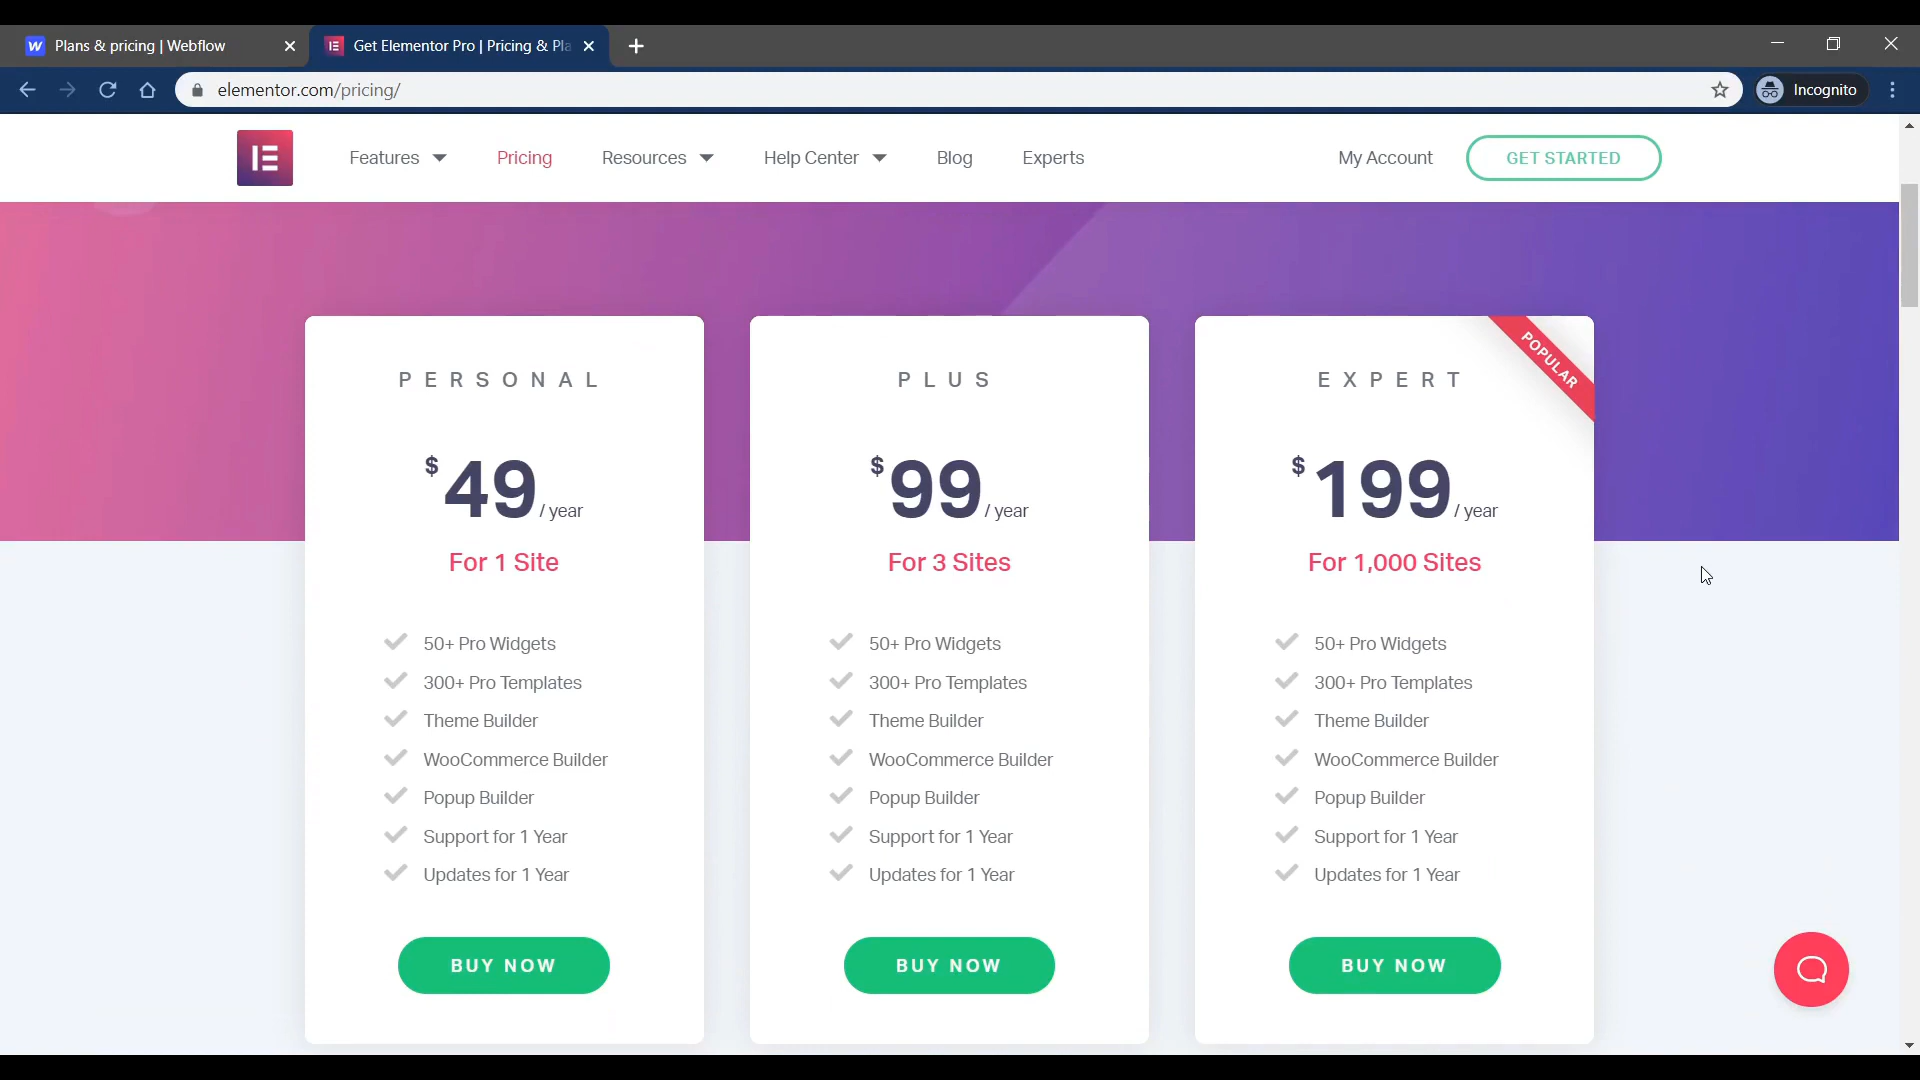 Plans & pricing | Webflow
Get Elementor Pro | Pricing & Pla
elementor.com/pricing/
Incognito
Features
Pricing
Resources
Help Center
Blog
Experts
My Account
GET STARTED
PERSONAL
$49/ year
For 1 Site
50+ Pro Widgets
300+ Pro Templates
Theme Builder
WooCommerce Builder
Popup Builder
Support for 1 Year
Updates for 1 Year
BUY NOW
PLUS
$99/ year
For 3 Sites
50+ Pro Widgets
300+ Pro Templates
Theme Builder
WooCommerce Builder
Popup Builder
Support for 1 Year
Updates for 1 Year
BUY NOW
POPULAR
EXPERT
$199/ year
For 1,000 Sites
50+ Pro Widgets
300+ Pro Templates
Theme Builder
WooCommerce Builder
Popup Builder
Support for 1 Year
Updates for 1 Year
BUY NOW